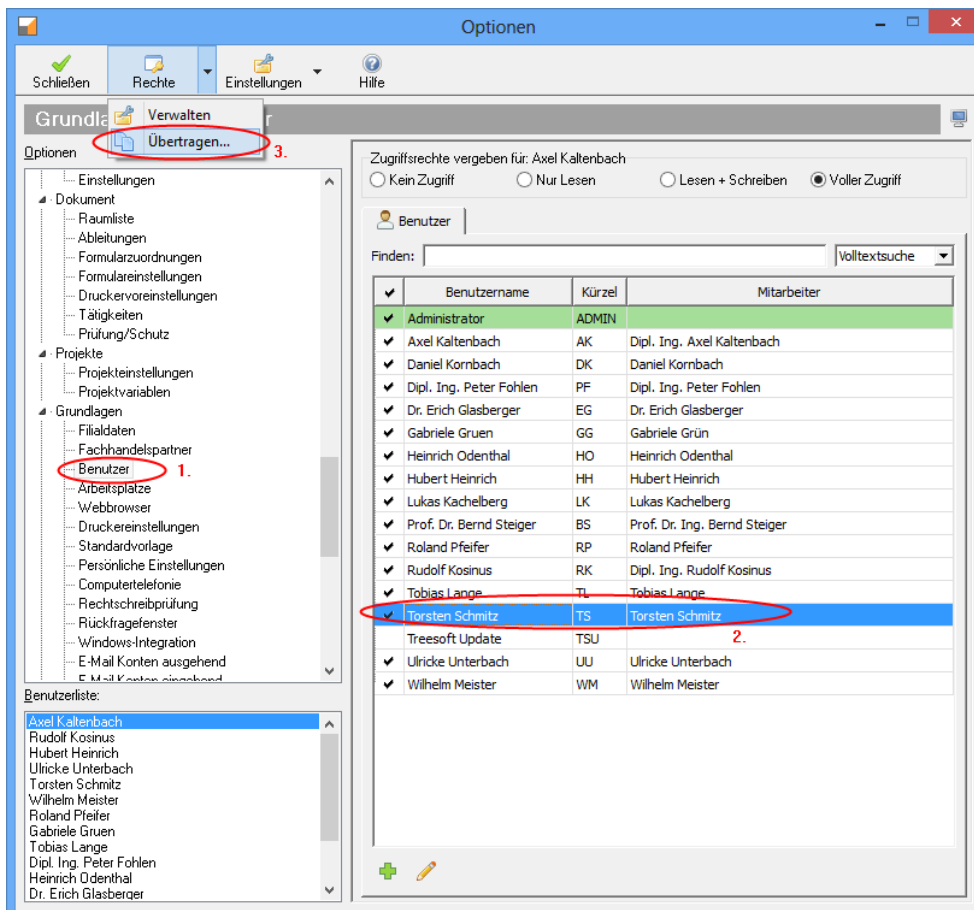 Optionen
Schließen
Rechte
Einstellungen
Hilfe
Verwalten
Übertragen...
3.
Optionen
Einstellungen
Dokument
Raumliste
Ableitungen
Formularzuordnungen
Formulareinstellungen
Druckervoreinstellungen
Tätigkeiten
Prüfung/Schutz
Projekte
Projekteinstellungen
Projektvariablen
Grundlagen
Filialdaten
Fachhandelspartner
Benutzer 1.
Arbeitsplätze
Webbrowser
Druckereinstellungen
Standardvorlage
Persönliche Einstellungen
Computertelefonie
Rechtschreibprüfung
Rückfragefenster
Windows-Integration
E-Mail Konten ausgehend
E-Mail Konten eingehend
Benutzerliste:
Axel Kaltenbach
Rudolf Kosinus
Hubert Heinrich
Ulricke Unterbach
Torsten Schmitz
Wilhelm Meister
Roland Pfeifer
Gabriele Gruen
Tobias Lange
Dipl. Ing. Peter Fohlen
Heinrich Odenthal
Dr. Erich Glasberger
Zugriffsrechte vergeben für: Axel Kaltenbach
Kein Zugriff Nur Lesen Lesen + Schreiben Voller Zugriff
Benutzer
Finden: Volltextsuche
Benutzername Kürzel Mitarbeiter
Administrator ADMIN
Axel Kaltenbach AK Dipl. Ing. Axel Kaltenbach
Daniel Kornbach DK Daniel Kornbach
Dipl. Ing. Peter Fohlen PF Dipl. Ing. Peter Fohlen
Dr. Erich Glasberger EG Dr. Erich Glasberger
Gabriele Gruen GG Gabriele Grün
Heinrich Odenthal HO Heinrich Odenthal
Hubert Heinrich HH Hubert Heinrich
Lukas Kachelberg LK Lukas Kachelberg
Prof. Dr. Bernd Steiger BS Prof. Dr. Ing. Bernd Steiger
Roland Pfeifer RP Roland Pfeifer
Rudolf Kosinus RK Dipl. Ing. Rudolf Kosinus
Tobias Lange TL Tobias Lange
Torsten Schmitz TS Torsten Schmitz
2.
Treesoft Update TSU
Ulricke Unterbach UU Ulricke Unterbach
Wilhelm Meister WM Wilhelm Meister